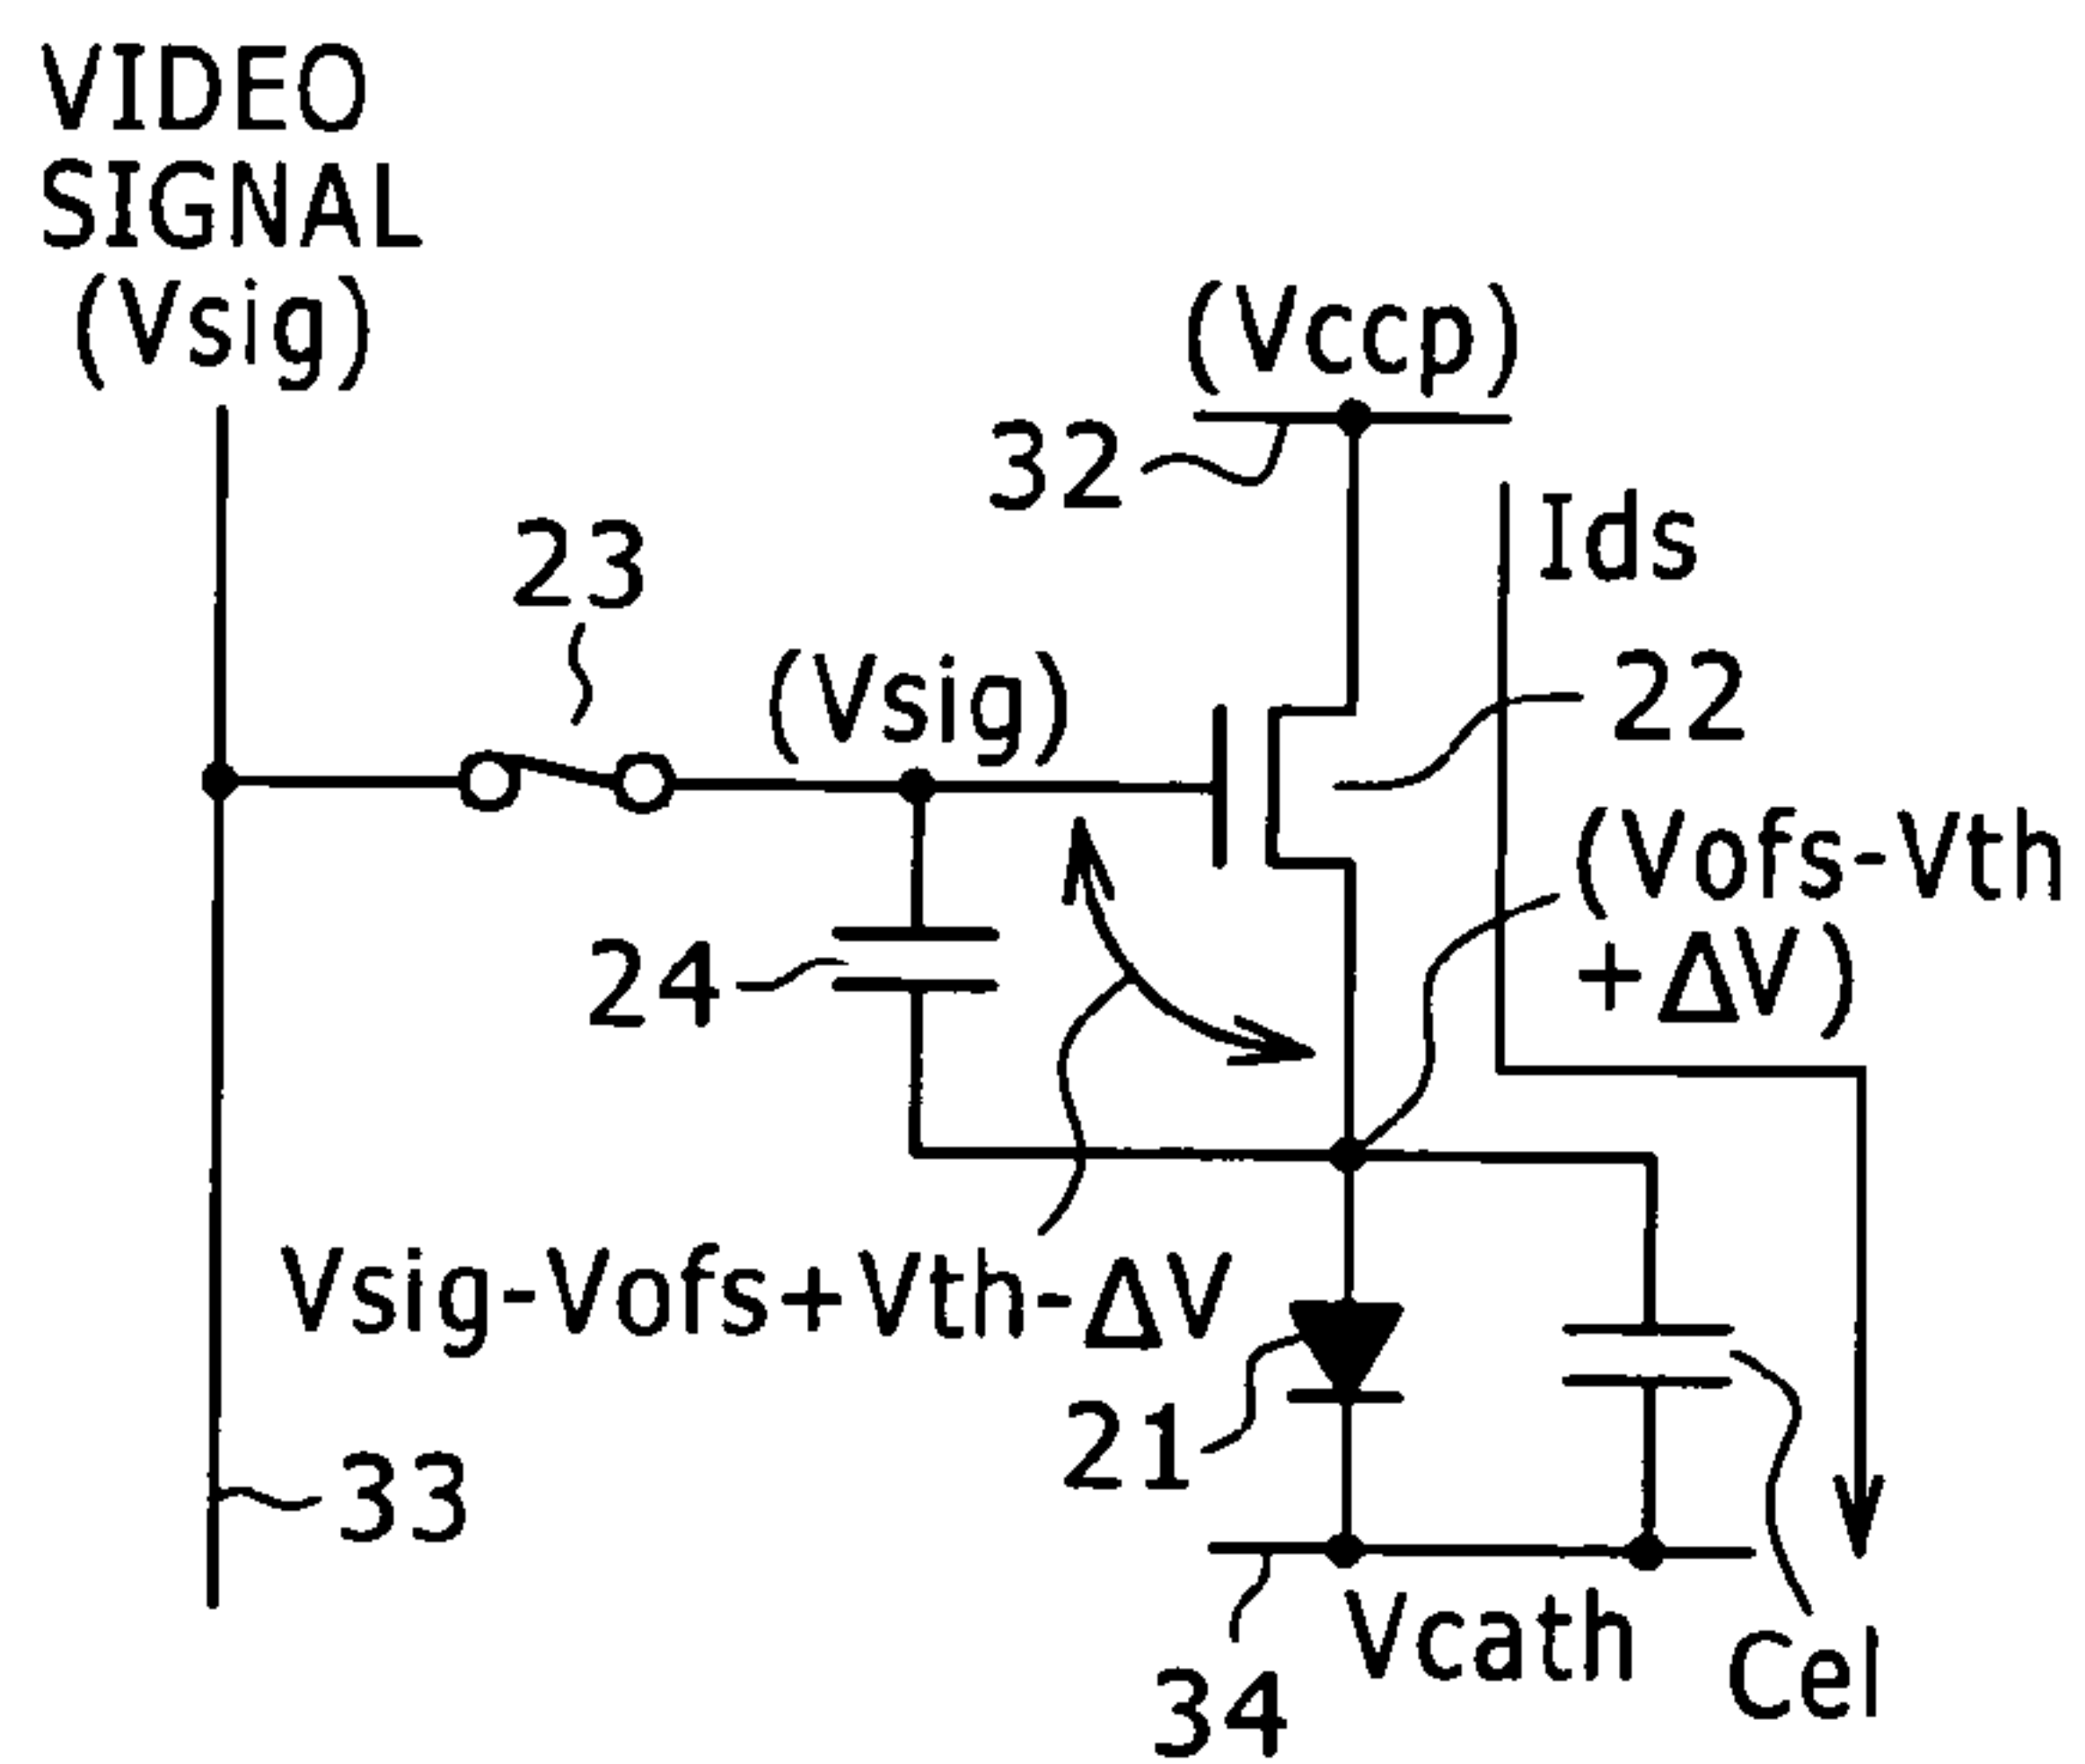 VIDEO
SIGNAL
(Vsig)
(Vccp)
32
Ids
23
(Vsig)
22
(Vofs-Vth
+ΔV)
24
Vsig-Vofs+Vth-ΔV
21
33
Vcath
Cel
34